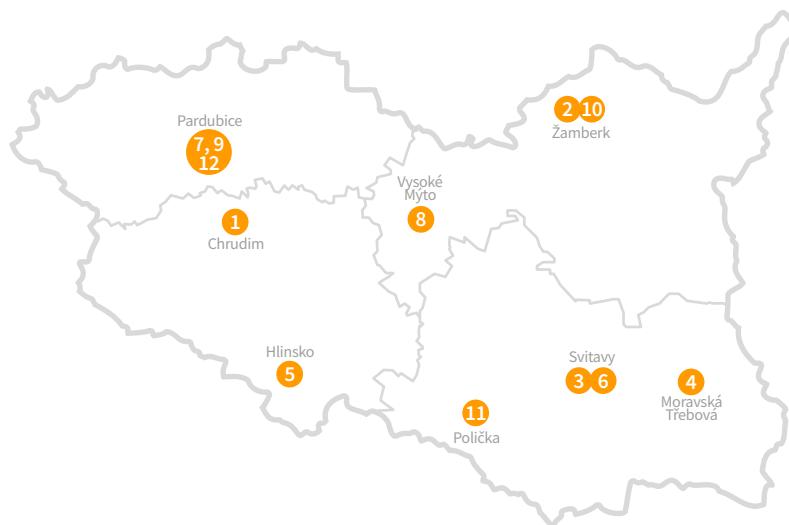 Pardubice
7, 9
12
2 10
Žamberk
Vysoké
Mýto
8
1
Chrudim
Hlinsko
5
Svitavy
3 6
4
Moravská
Třebová
11
Polička